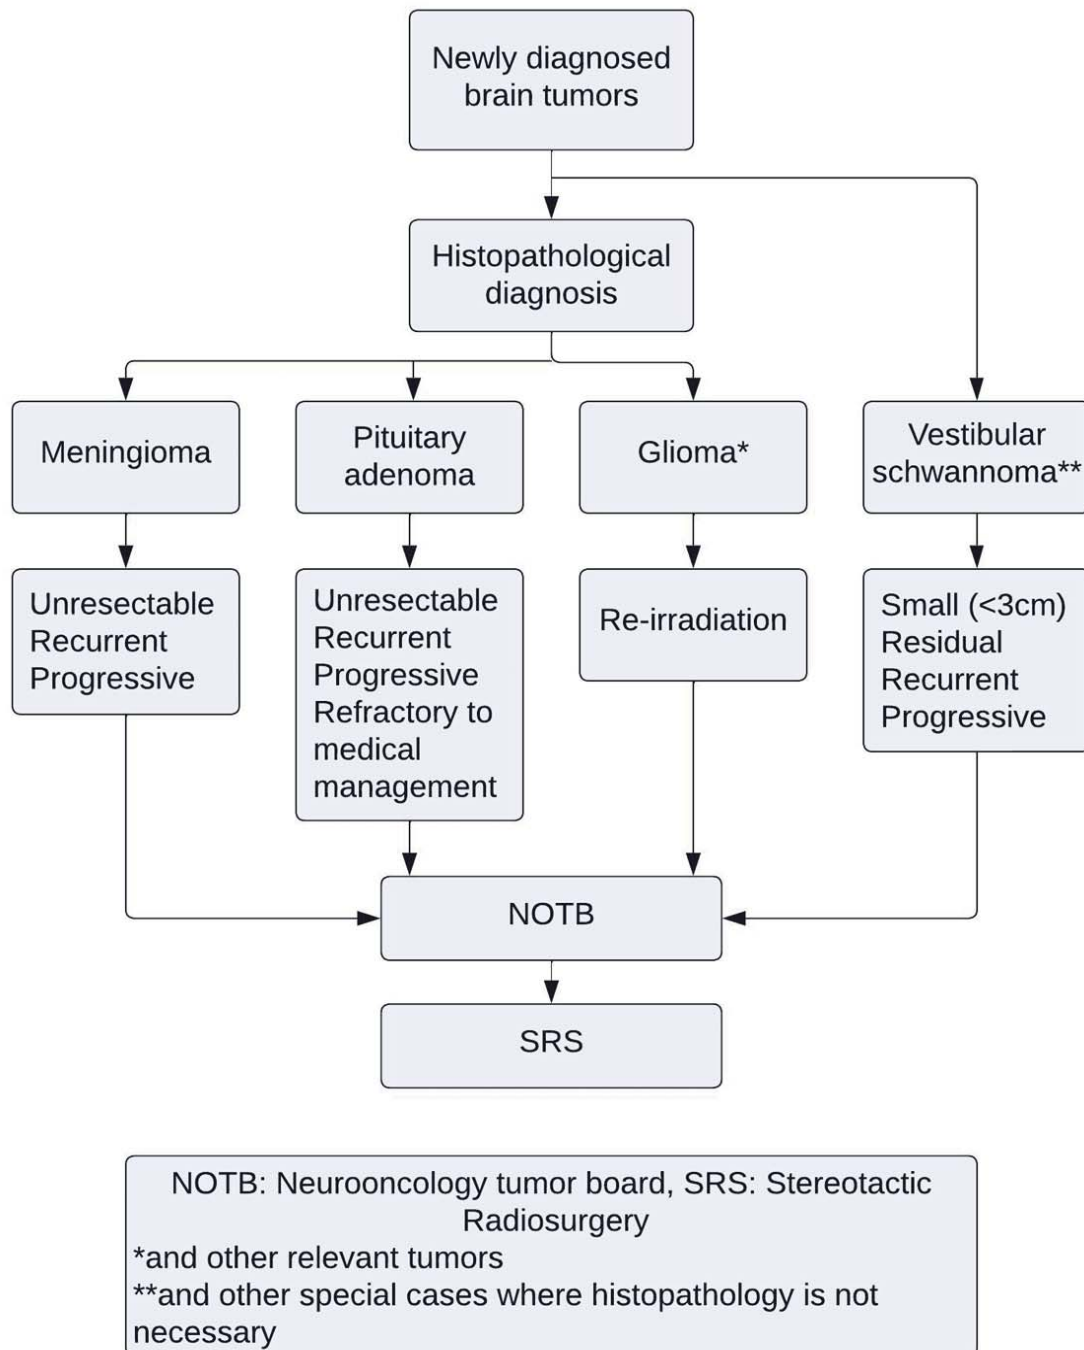 Newly diagnosed
brain tumors
Histopathological
diagnosis
Meningioma
Pituitary
adenoma
Glioma*
Vestibular
schwannoma**
Unresectable
Recurrent
Progressive
Unresectable
Recurrent
Progressive
Refractory to
medical
management
Re-irradiation
Small (<3cm)
Residual
Recurrent
Progressive
NOTB
SRS
NOTB: Neurooncology tumor board, SRS: Stereotactic
Radiosurgery
*and other relevant tumors
**and other special cases where histopathology is not
necessary